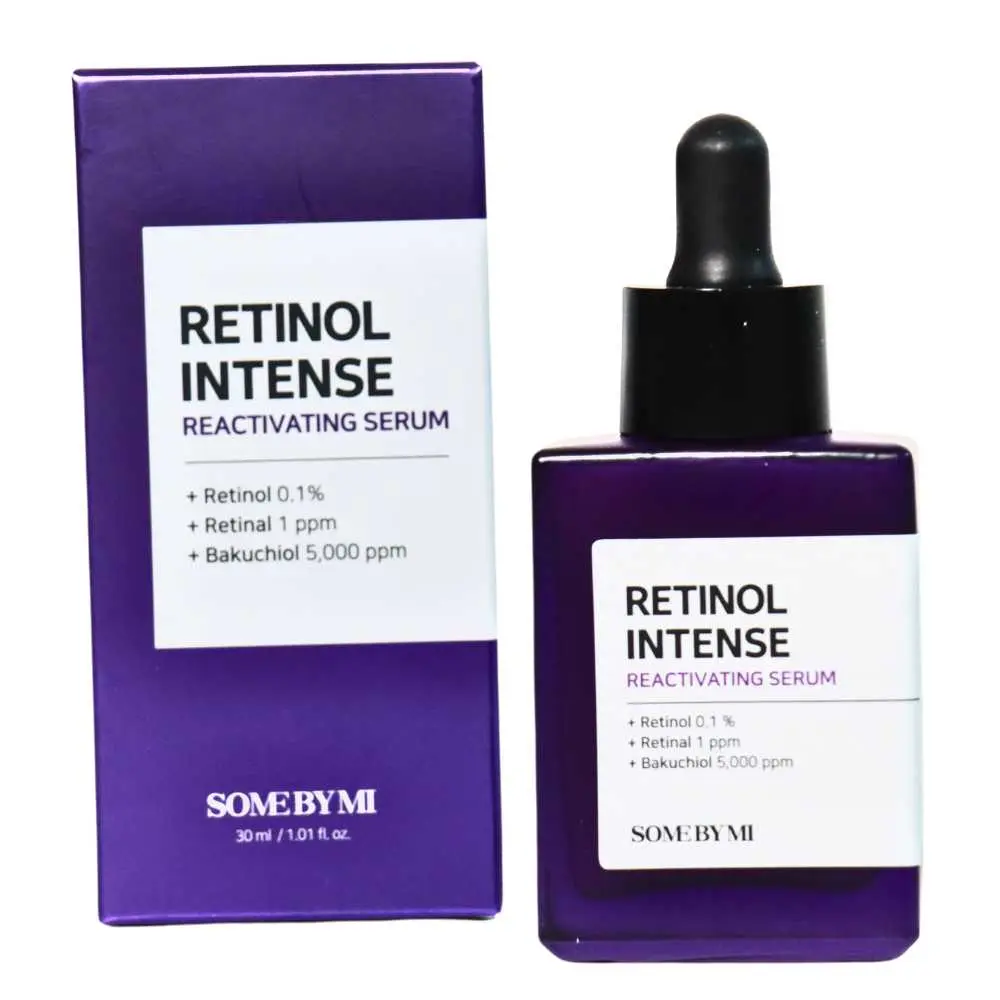 RETINOL
INTENSE
REACTIVATING SERUM
+ Retinol 0.1%
+ Retinal 1 ppm
+ Bakuchiol 5,000 ppm
SOME BY MI
30 ml / 1.01 fl. oz.
RETINOL
INTENSE
REACTIVATING SERUM
+ Retinol 0.1 %
+ Retinal 1 ppm
+ Bakuchiol 5,000 ppm
SOME BY MI